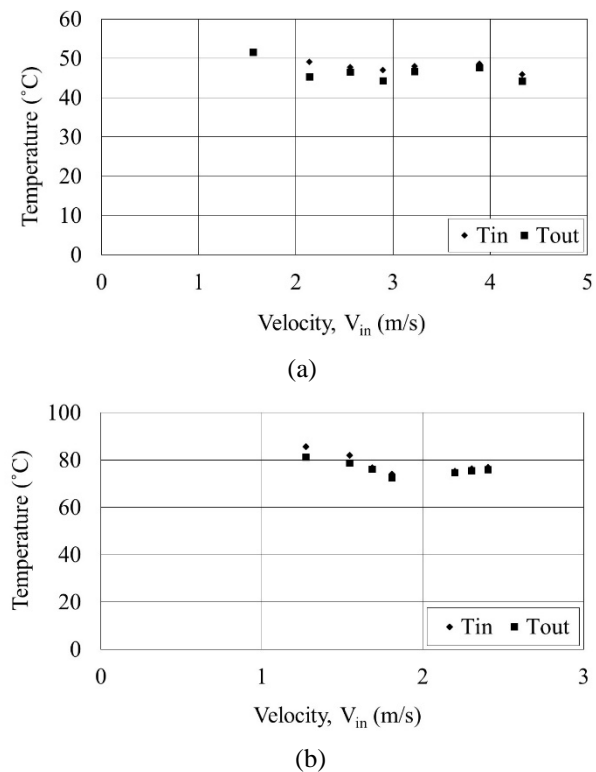 60
50
40
30
20
10
0
Temperature (˚C)
Tin Tout
0 1 2 3 4 5
Velocity, Vin (m/s)
(a)
100
80
60
40
20
0
Temperature (˚C)
Tin Tout
0 1 2 3
Velocity, Vin (m/s)
(b)